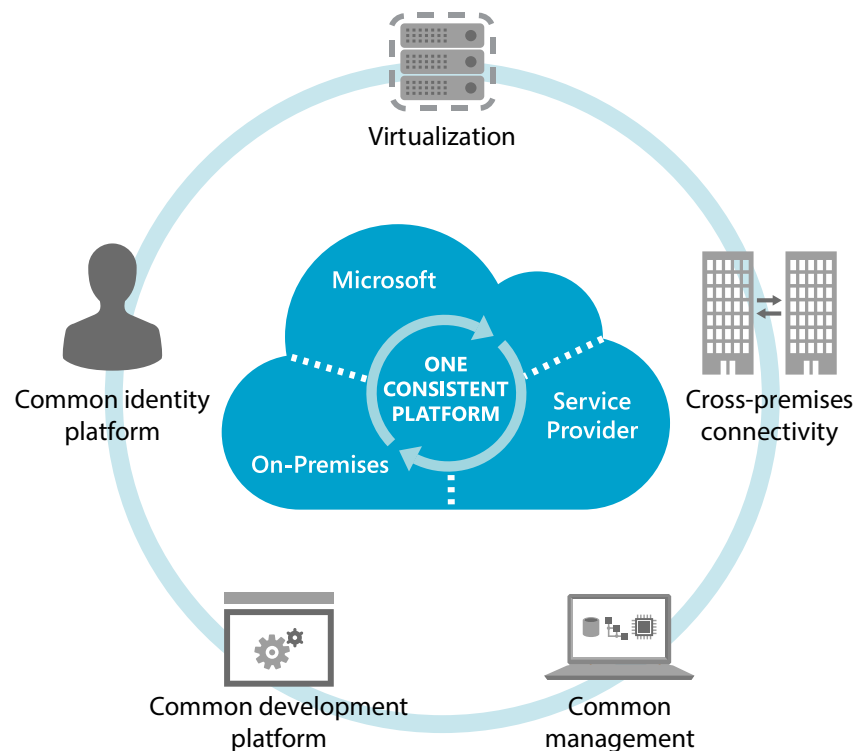 Virtualization
Microsoft
ONE
CONSISTENT
PLATFORM
Service
Provider
On-Premises
Common identity
platform
Cross-premises
connectivity
Common development
platform
Common
management